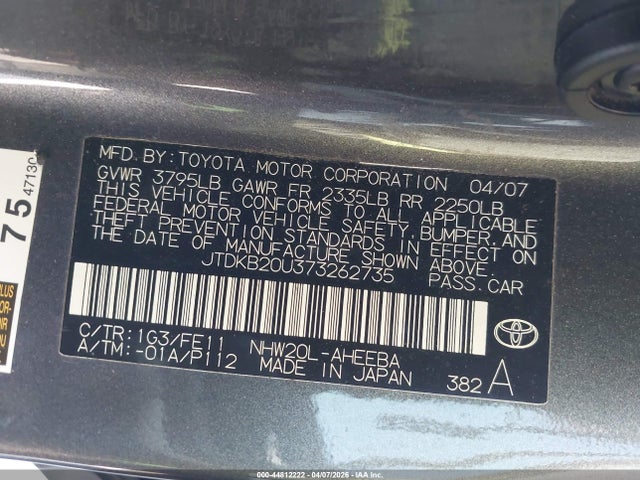 MFD.BY:TOYOTA MOTOR CORPORATION 04/07
GVWR 3795LB GAWR FR 2335LB RR 2250LB
THIS VEHICLE CONFORMS TO ALL APPLICABLE
FEDERAL MOTOR VEHICLE SAFETY, BUMPER, AND
THEFT PREVENTION STANDARDS IN EFFECT ON
THE DATE OF MANUFACTURE SHOWN ABOVE.
JTDKB20U373262735 PASS.CAR
C/TR:1G3/FE11 NHW20L-AHEEBA
A/TM:-01A/P112 MADE IN JAPAN 382 A
75
47130
000-44812222 - 04/07/2026 - IAAI.CA